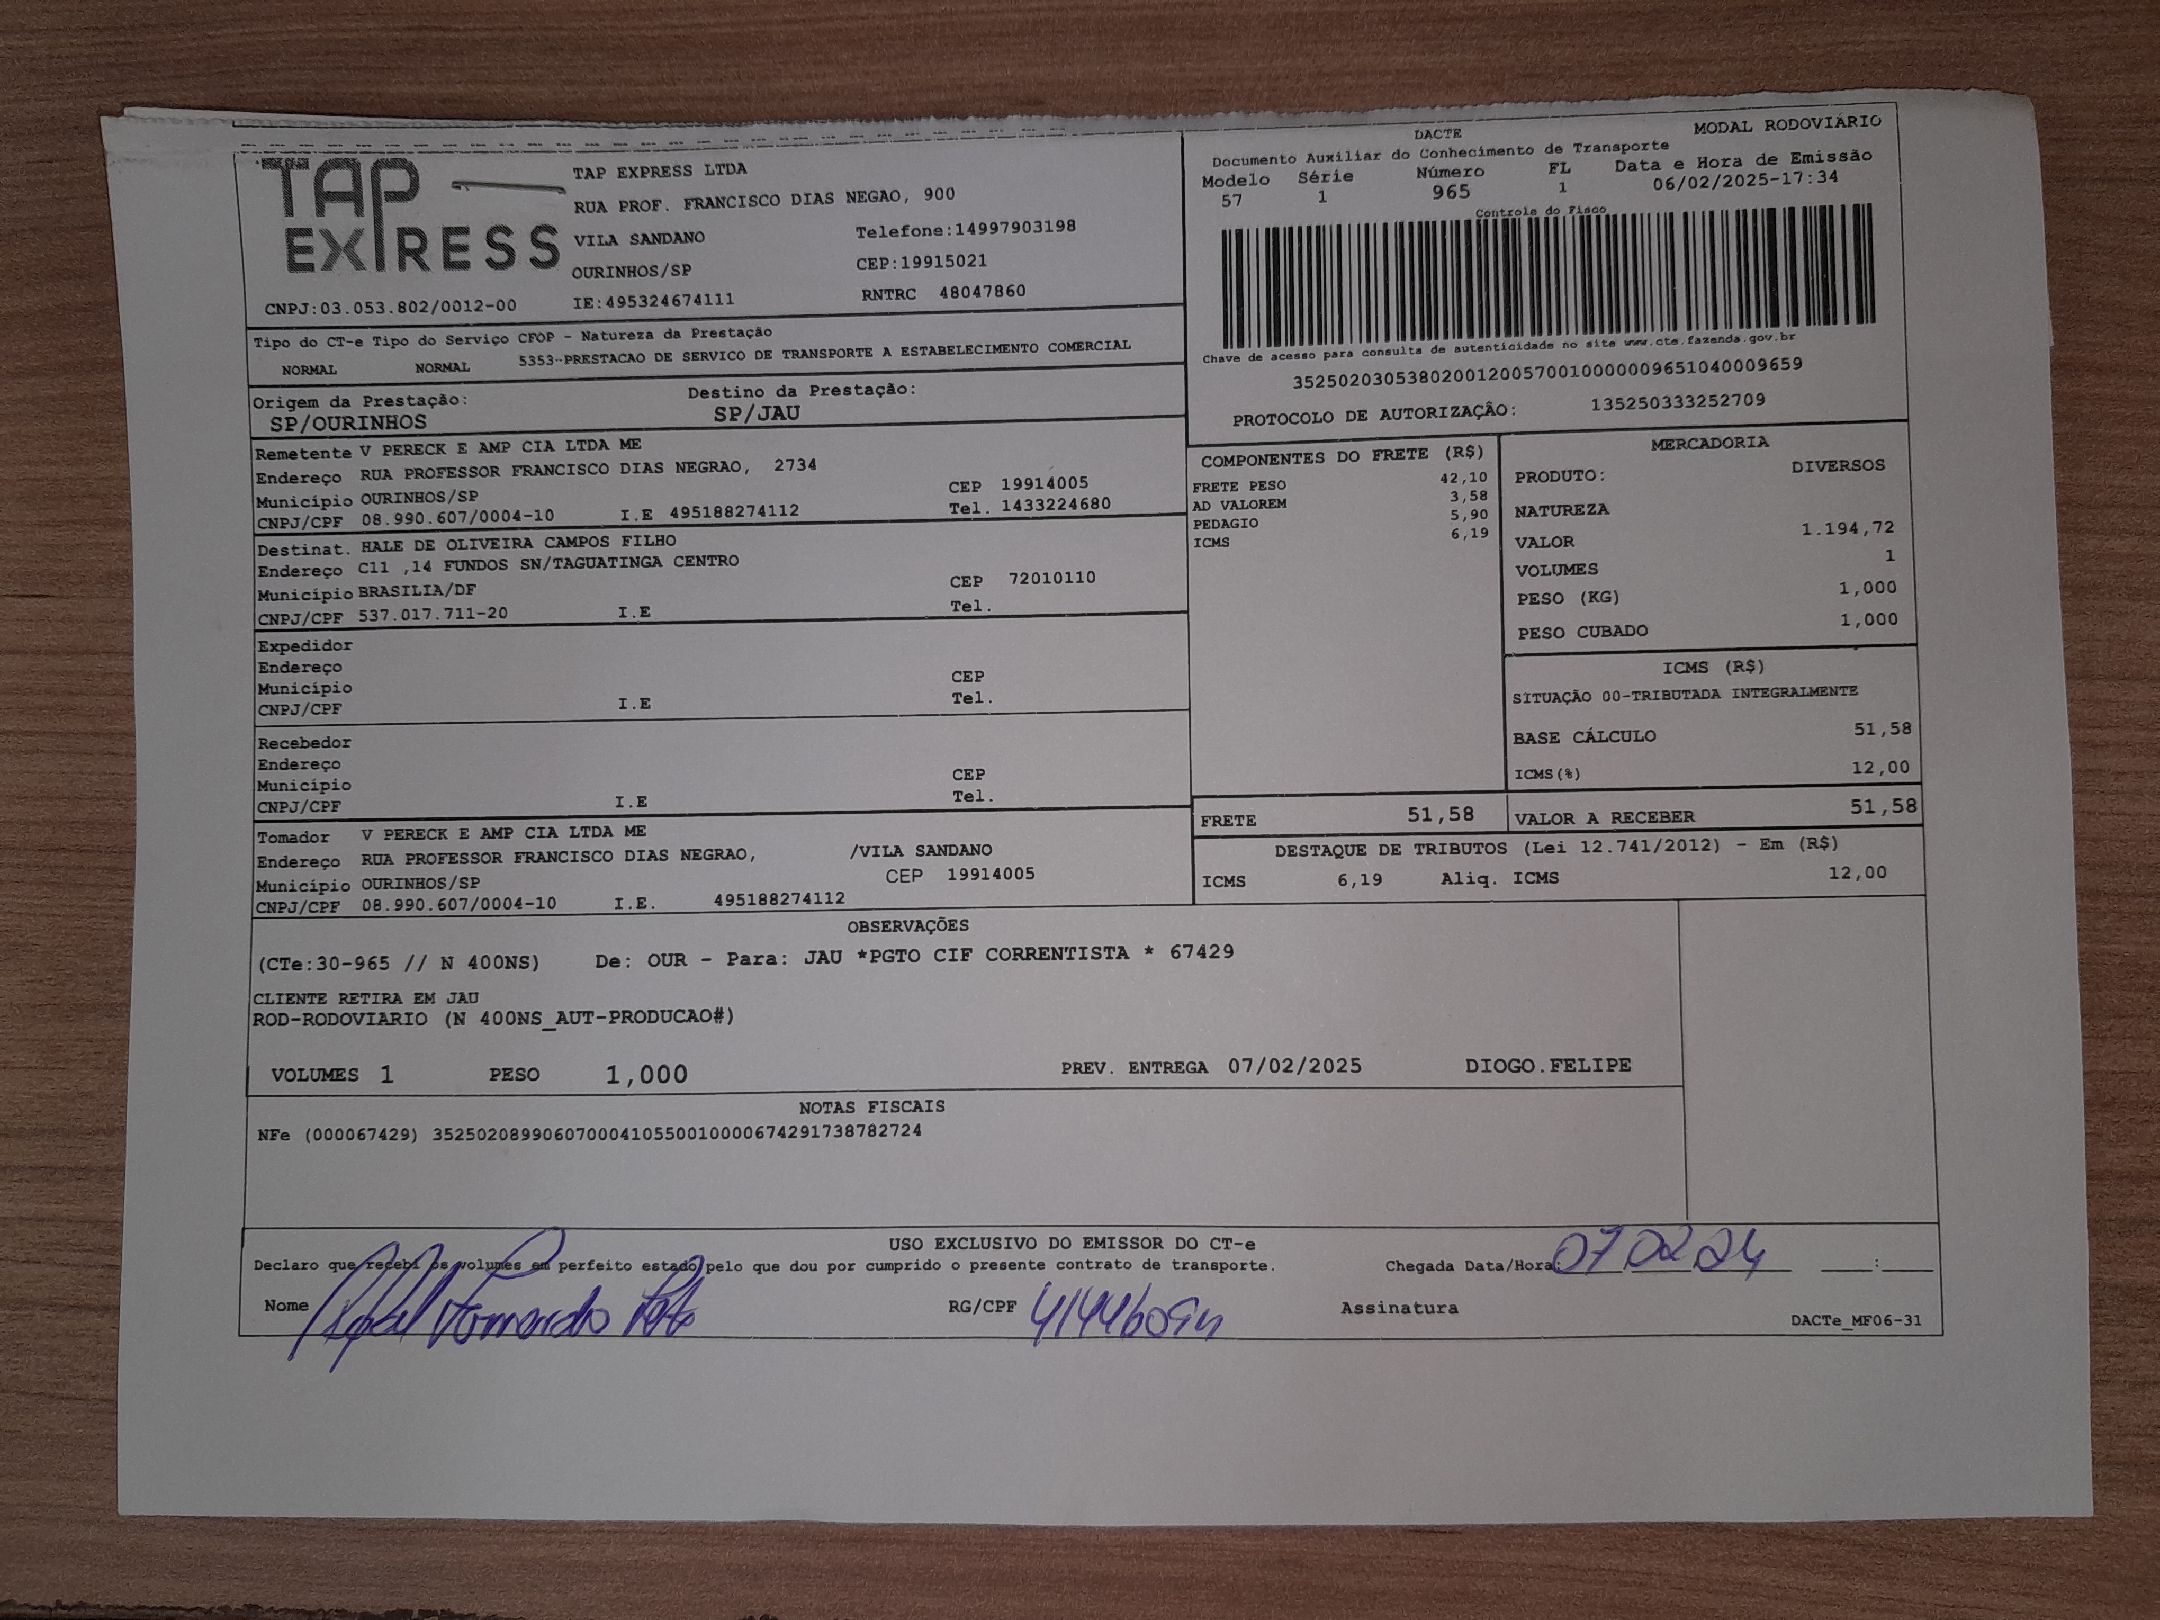 TAP EXPRESS
TAP EXPRESS LTDA
RUA PROF. FRANCISCO DIAS NEGAO, 900
VILA SANDANO Telefone:14997903198
OURINHOS/SP CEP:19915021
CNPJ:03.053.802/0012-00 IE:495324674111 RNTRC 48047860
DACTE MODAL RODOVIÁRIO
Documento Auxiliar do Conhecimento de Transporte
Modelo Série Número FL Data e Hora de Emissão
57 1 965 1 06/02/2025-17:34
Controle do Fisco
Chave de acesso para consulta de autenticidade no site www.cte.fazenda.gov.br
35250203053802001200570010000009651040009659
PROTOCOLO DE AUTORIZAÇÃO: 135250333252709
Tipo do CT-e Tipo do Serviço CFOP - Natureza da Prestação
NORMAL NORMAL 5353-PRESTACAO DE SERVICO DE TRANSPORTE A ESTABELECIMENTO COMERCIAL
Origem da Prestação: Destino da Prestação:
SP/OURINHOS SP/JAU
Remetente V PERECK E AMP CIA LTDA ME
Endereço RUA PROFESSOR FRANCISCO DIAS NEGRAO, 2734
Município OURINHOS/SP CEP 19914005
CNPJ/CPF 08.990.607/0004-10 I.E 495188274112 Tel. 1433224680
Destinat. HALE DE OLIVEIRA CAMPOS FILHO
Endereço C11 ,14 FUNDOS SN/TAGUATINGA CENTRO
Município BRASILIA/DF CEP 72010110
CNPJ/CPF 537.017.711-20 I.E Tel.
Expedidor
Endereço
Município CEP
CNPJ/CPF I.E Tel.
Recebedor
Endereço
Município CEP
CNPJ/CPF I.E Tel.
Tomador V PERECK E AMP CIA LTDA ME
Endereço RUA PROFESSOR FRANCISCO DIAS NEGRAO, /VILA SANDANO
Município OURINHOS/SP CEP 19914005
CNPJ/CPF 08.990.607/0004-10 I.E. 495188274112
COMPONENTES DO FRETE (R$)
FRETE PESO 42,10
AD VALOREM 3,58
PEDAGIO 5,90
ICMS 6,19
MERCADORIA
PRODUTO: DIVERSOS
NATUREZA
VALOR 1.194,72
VOLUMES 1
PESO (KG) 1,000
PESO CUBADO 1,000
ICMS (R$)
SITUAÇÃO 00-TRIBUTADA INTEGRALMENTE
BASE CÁLCULO 51,58
ICMS(%) 12,00
FRETE 51,58 VALOR A RECEBER 51,58
DESTAQUE DE TRIBUTOS (Lei 12.741/2012) - Em (R$)
ICMS 6,19 Aliq. ICMS 12,00
OBSERVAÇÕES
(CTe:30-965 // N 400NS) De: OUR - Para: JAU *PGTO CIF CORRENTISTA * 67429
CLIENTE RETIRA EM JAU
ROD-RODOVIARIO (N 400NS_AUT-PRODUCAO#)
VOLUMES 1 PESO 1,000 PREV. ENTREGA 07/02/2025 DIOGO.FELIPE
NOTAS FISCAIS
NFe (000067429) 35250208990607000410550010000674291738782724
USO EXCLUSIVO DO EMISSOR DO CT-e
Declaro que recebi os volumes em perfeito estado pelo que dou por cumprido o presente contrato de transporte. Chegada Data/Hora: 07 02 24 :
Nome RG/CPF Assinatura
DACTe_MF06-31